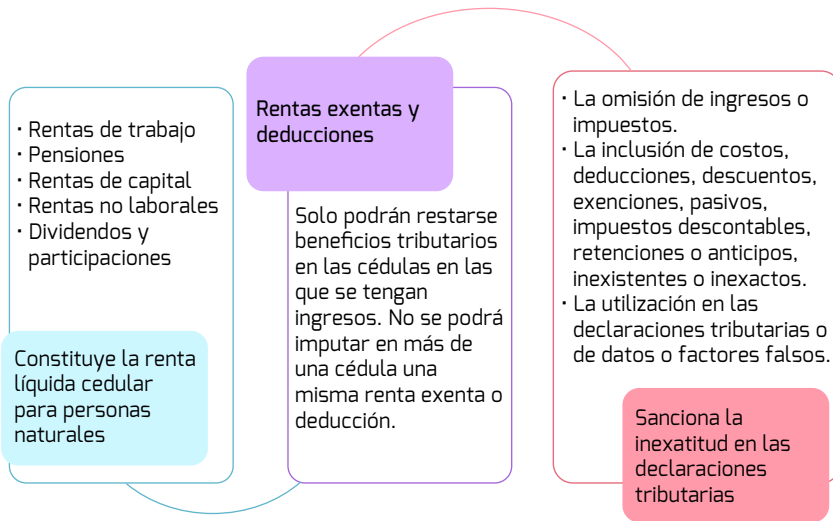 · Rentas de trabajo
· Pensiones
· Rentas de capital
· Rentas no laborales
· Dividendos y
participaciones
Constituye la renta
líquida cedular
para personas
naturales
Rentas exentas y
deducciones
Solo podrán restarse
beneficios tributarios
en las cédulas en las
que se tengan
ingresos. No se podrá
imputar en más de
una cédula una
misma renta exenta o
deducción.
· La omisión de ingresos o
impuestos.
· La inclusión de costos,
deducciones, descuentos,
exenciones, pasivos,
impuestos descontables,
retenciones o anticipos,
inexistentes o inexactos.
· La utilización en las
declaraciones tributarias o
de datos o factores falsos.
Sanciona la
inexatitud en las
declaraciones
tributarias